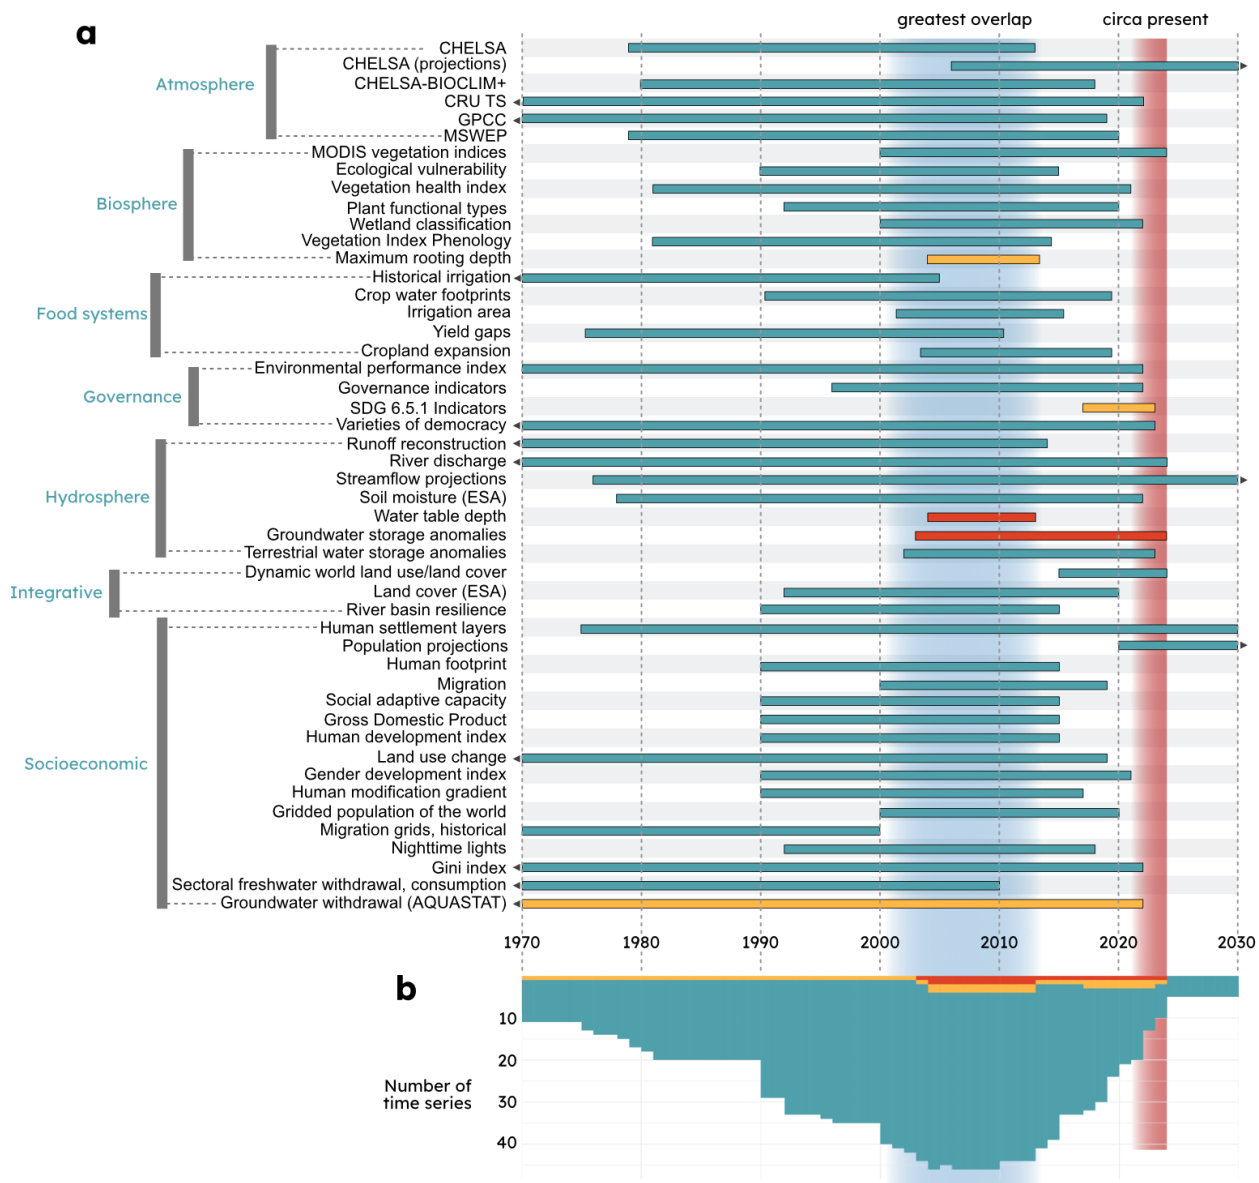 a
greatest overlap
circa present
Atmosphere
CHELSA
CHELSA (projections)
CHELSA-BIOCLIM+
CRU TS
GPCC
MSWEP
Biosphere
MODIS vegetation indices
Ecological vulnerability
Vegetation health index
Plant functional types
Wetland classification
Vegetation Index Phenology
Maximum rooting depth
Food systems
Historical irrigation
Crop water footprints
Irrigation area
Yield gaps
Cropland expansion
Governance
Environmental performance index
Governance indicators
SDG 6.5.1 Indicators
Varieties of democracy
Hydrosphere
Runoff reconstruction
River discharge
Streamflow projections
Soil moisture (ESA)
Water table depth
Groundwater storage anomalies
Terrestrial water storage anomalies
Integrative
Dynamic world land use/land cover
Land cover (ESA)
River basin resilience
Socioeconomic
Human settlement layers
Population projections
Human footprint
Migration
Social adaptive capacity
Gross Domestic Product
Human development index
Land use change
Gender development index
Human modification gradient
Gridded population of the world
Migration grids, historical
Nighttime lights
Gini index
Sectoral freshwater withdrawal, consumption
Groundwater withdrawal (AQUASTAT)
1970 1980 1990 2000 2010 2020 2030
b
Number of
time series
10
20
30
40